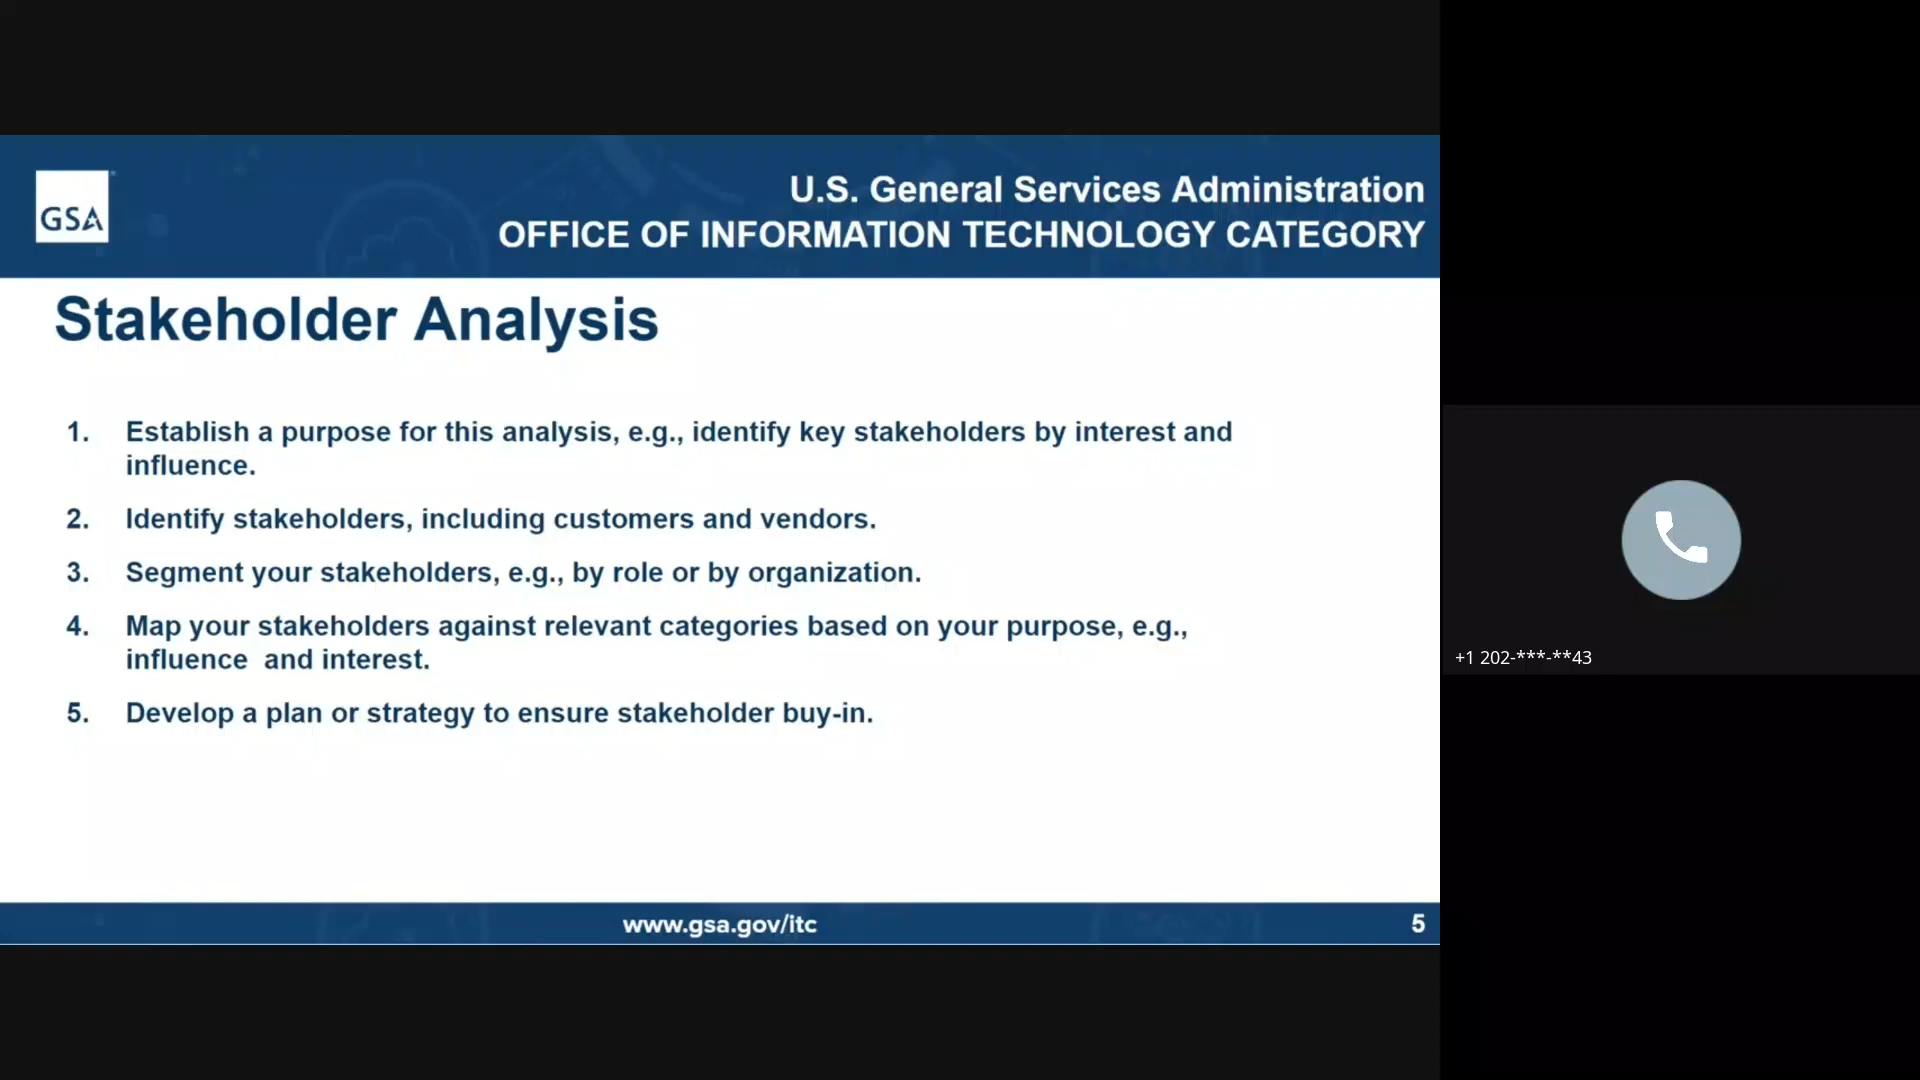 GSA
U.S. General Services Administration
OFFICE OF INFORMATION TECHNOLOGY CATEGORY
Stakeholder Analysis
1. Establish a purpose for this analysis, e.g., identify key stakeholders by interest and
influence.
2. Identify stakeholders, including customers and vendors.
3. Segment your stakeholders, e.g., by role or by organization.
4. Map your stakeholders against relevant categories based on your purpose, e.g.,
influence  and interest.
5. Develop a plan or strategy to ensure stakeholder buy-in.
www.gsa.gov/itc
5
+1 202-***-**43